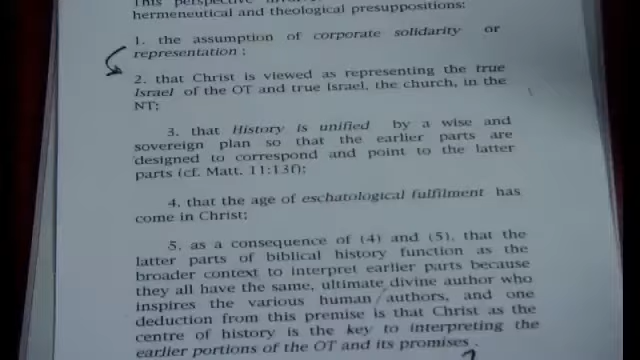 This perspective
hermeneutical and theological presuppositions:
1. the assumption of corporate solidarity or
representation ;
2. that Christ is viewed as representing the true
Israel of the OT and true Israel, the church, in the
NT;
3. that History is unified by a wise and
sovereign plan so that the earlier parts are
designed to correspond and point to the latter
parts (cf. Matt. 11:13f);
4. that the age of eschatological fulfilment has
come in Christ;
5. as a consequence of (4) and (5), that the
latter parts of biblical history function as the
broader context to interpret earlier parts because
they all have the same, ultimate divine author who
inspires the various human authors, and one
deduction from this premise is that Christ as the
centre of history is the key to interpreting the
earlier portions of the OT and its promises .